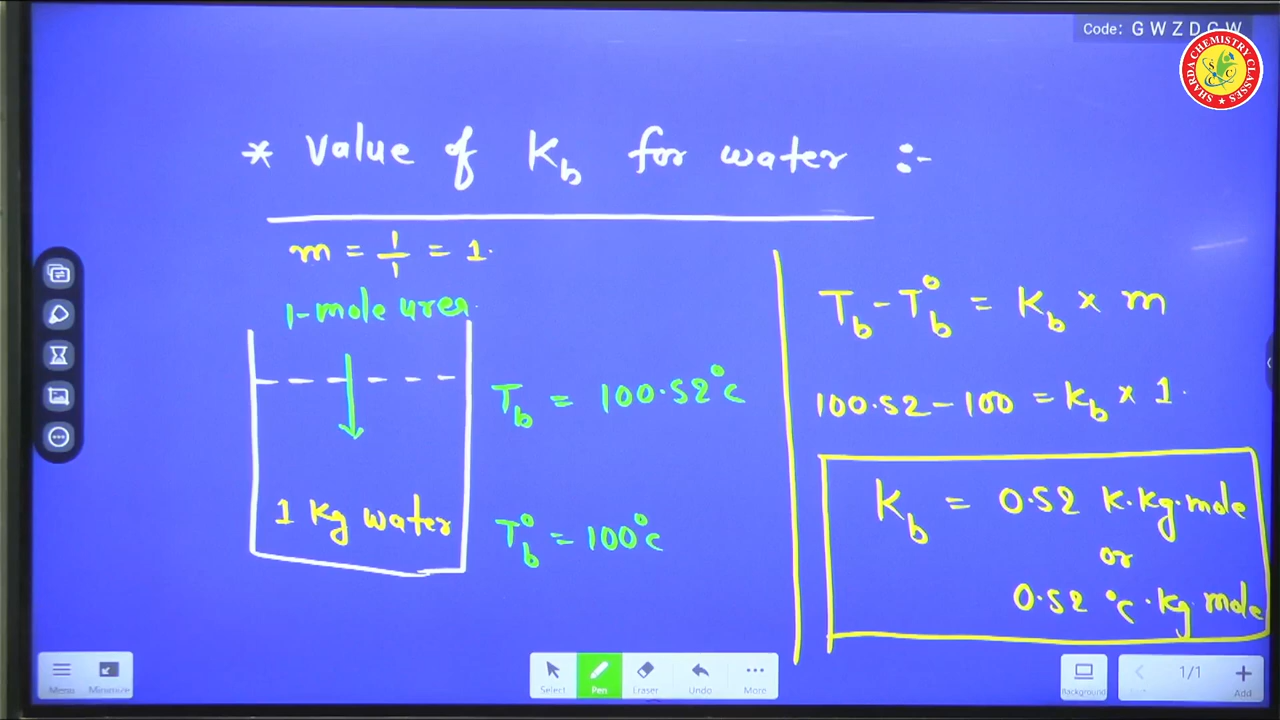 Code: G W Z D G W
SHARDA CHEMISTRY CLASSES
* Value of Kb for water :-
m = 1/1 = 1.
1-mole urea.
1 Kg water
Tb = 100.52°c
Tb° = 100°c
Tb - Tb° = Kb × m
100.52 - 100 = Kb × 1.
Kb = 0.52 K.Kg.mole
or
0.52 °c.Kg mole
Menu
Minimize
Select
Pen
Eraser
Undo
More
Background
1/1
Add